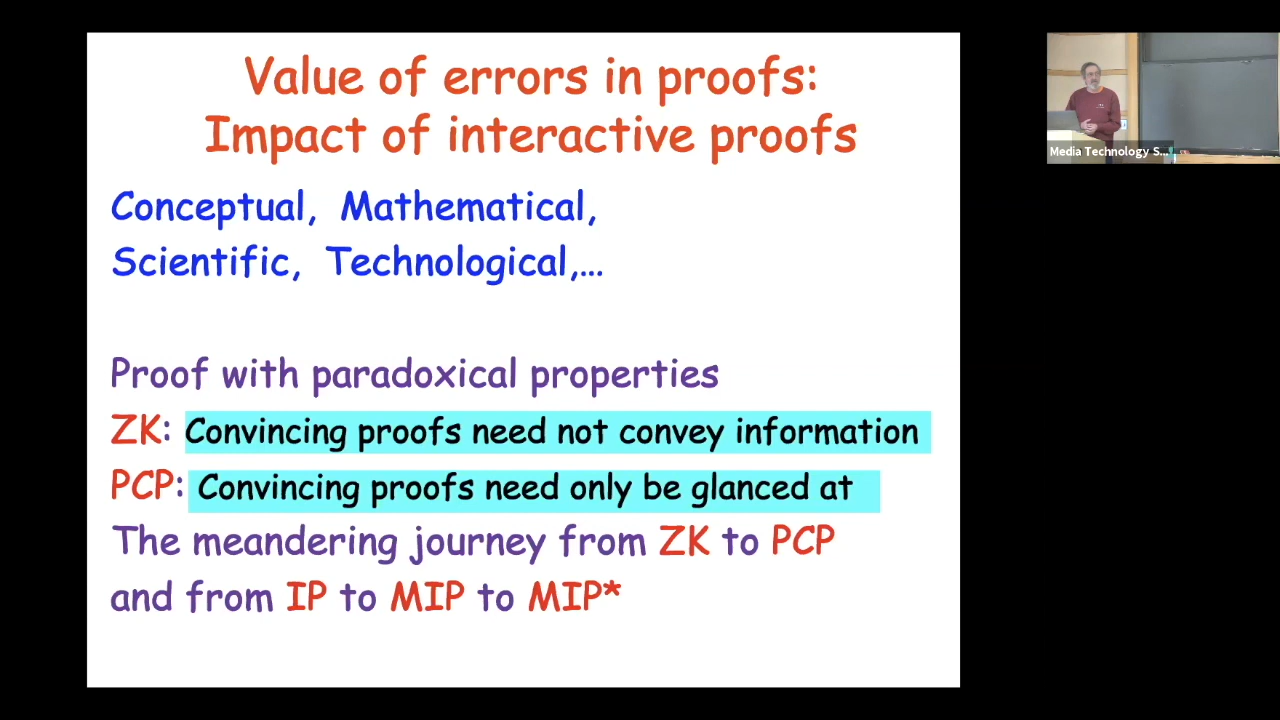 Value of errors in proofs:
Impact of interactive proofs
Conceptual, Mathematical,
Scientific, Technological,...
Proof with paradoxical properties
ZK: Convincing proofs need not convey information
PCP: Convincing proofs need only be glanced at
The meandering journey from ZK to PCP
and from IP to MIP to MIP*
Media Technology S...